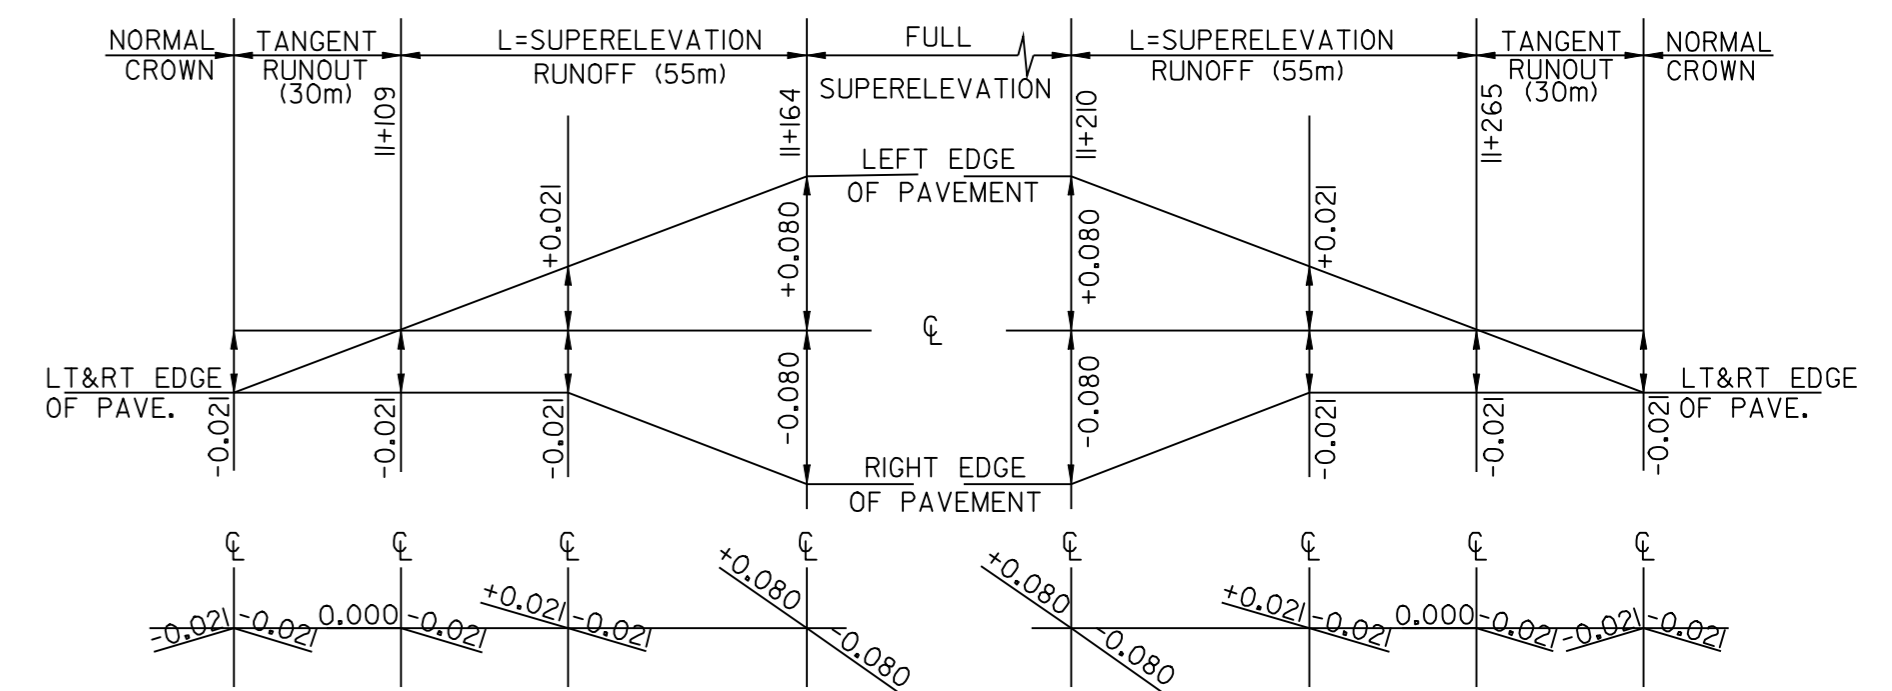 NORMAL
CROWN
TANGENT
RUNOUT
(30m)
L=SUPERELEVATION
RUNOFF (55m)
FULL
SUPERELEVATION
L=SUPERELEVATION
RUNOFF (55m)
TANGENT
RUNOUT
(30m)
NORMAL
CROWN
11+109
11+164
11+210
11+265
LEFT EDGE
OF PAVEMENT
+0.021
+0.080
+0.080
+0.021
℄
LT&RT EDGE
OF PAVE.
-0.021
-0.021
-0.021
-0.080
-0.080
-0.021
-0.021
-0.021
LT&RT EDGE
OF PAVE.
RIGHT EDGE
OF PAVEMENT
℄ ℄ ℄ ℄ ℄ ℄ ℄ ℄
-0.021 -0.021
0.000 -0.021
+0.021 -0.021
+0.080 -0.080
+0.080 -0.080
+0.021 -0.021
0.000 -0.021
-0.021 -0.021